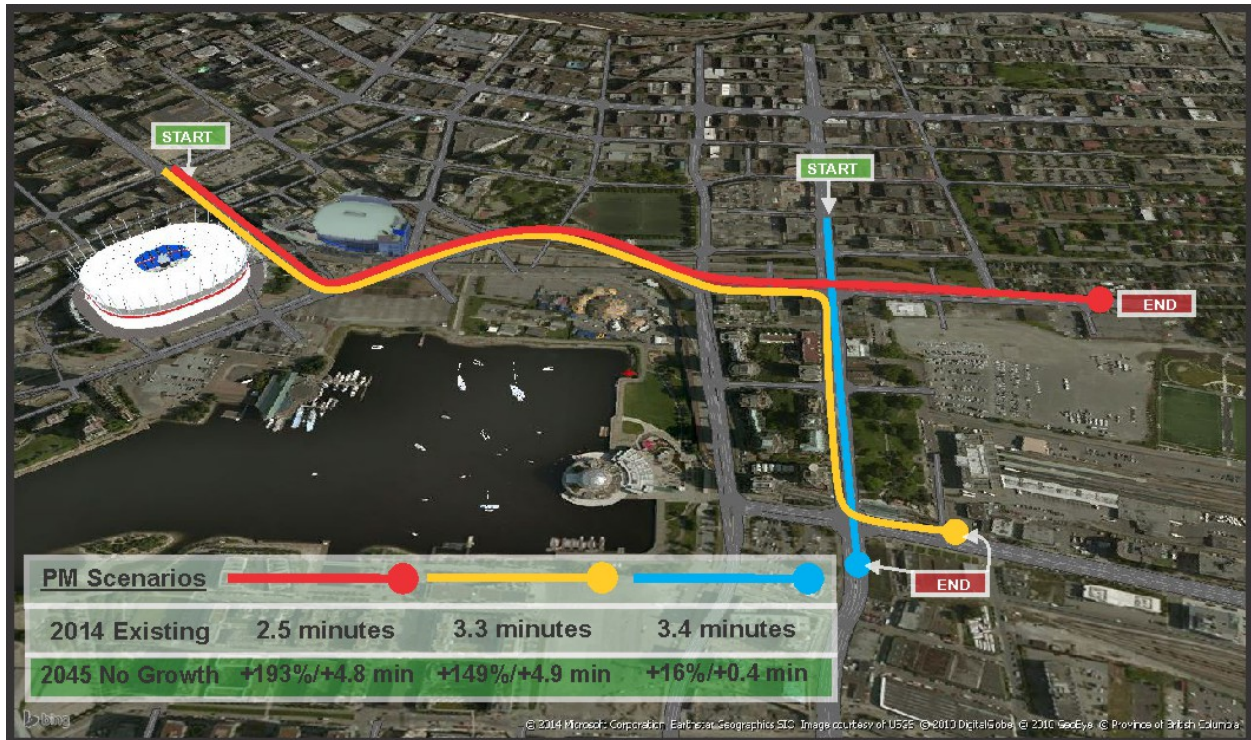 START
START
END
END
PM Scenarios
2014 Existing 2.5 minutes 3.3 minutes 3.4 minutes
2045 No Growth +193%/+4.8 min +149%/+4.9 min +16%/+0.4 min
bing
© 2014 Microsoft Corporation Earthstar Geographics SIO Image courtesy of USGS © 2010 DigitalGlobe © 2010 GeoEye © Province of British Columbia